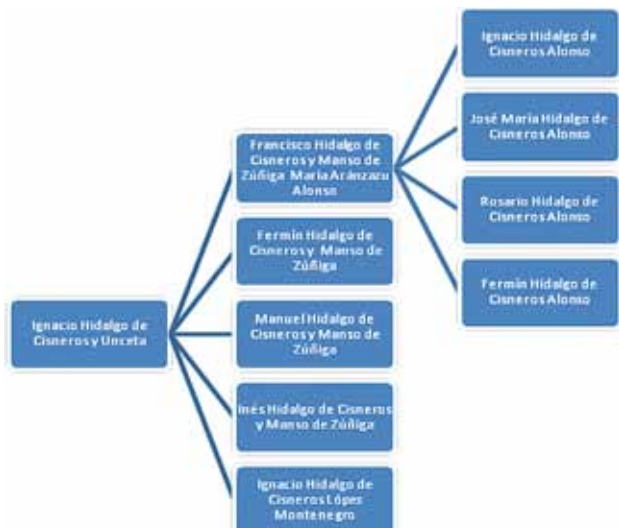 Ignacio Hidalgo de
Cisneros y Unceta
Francisco Hidalgo de
Cisneros y Manso de
Zúñiga María Aránzazu
Alonso
Fermín Hidalgo de
Cisneros y Manso de
Zúñiga
Manuel Hidalgo de
Cisneros y Manso de
Zúñiga
Inés Hidalgo de Cisneros
y Manso de Zúñiga
Ignacio Hidalgo de
Cisneros López
Montenegro
Ignacio Hidalgo de
Cisneros Alonso
José María Hidalgo de
Cisneros Alonso
Rosario Hidalgo de
Cisneros Alonso
Fermín Hidalgo de
Cisneros Alonso